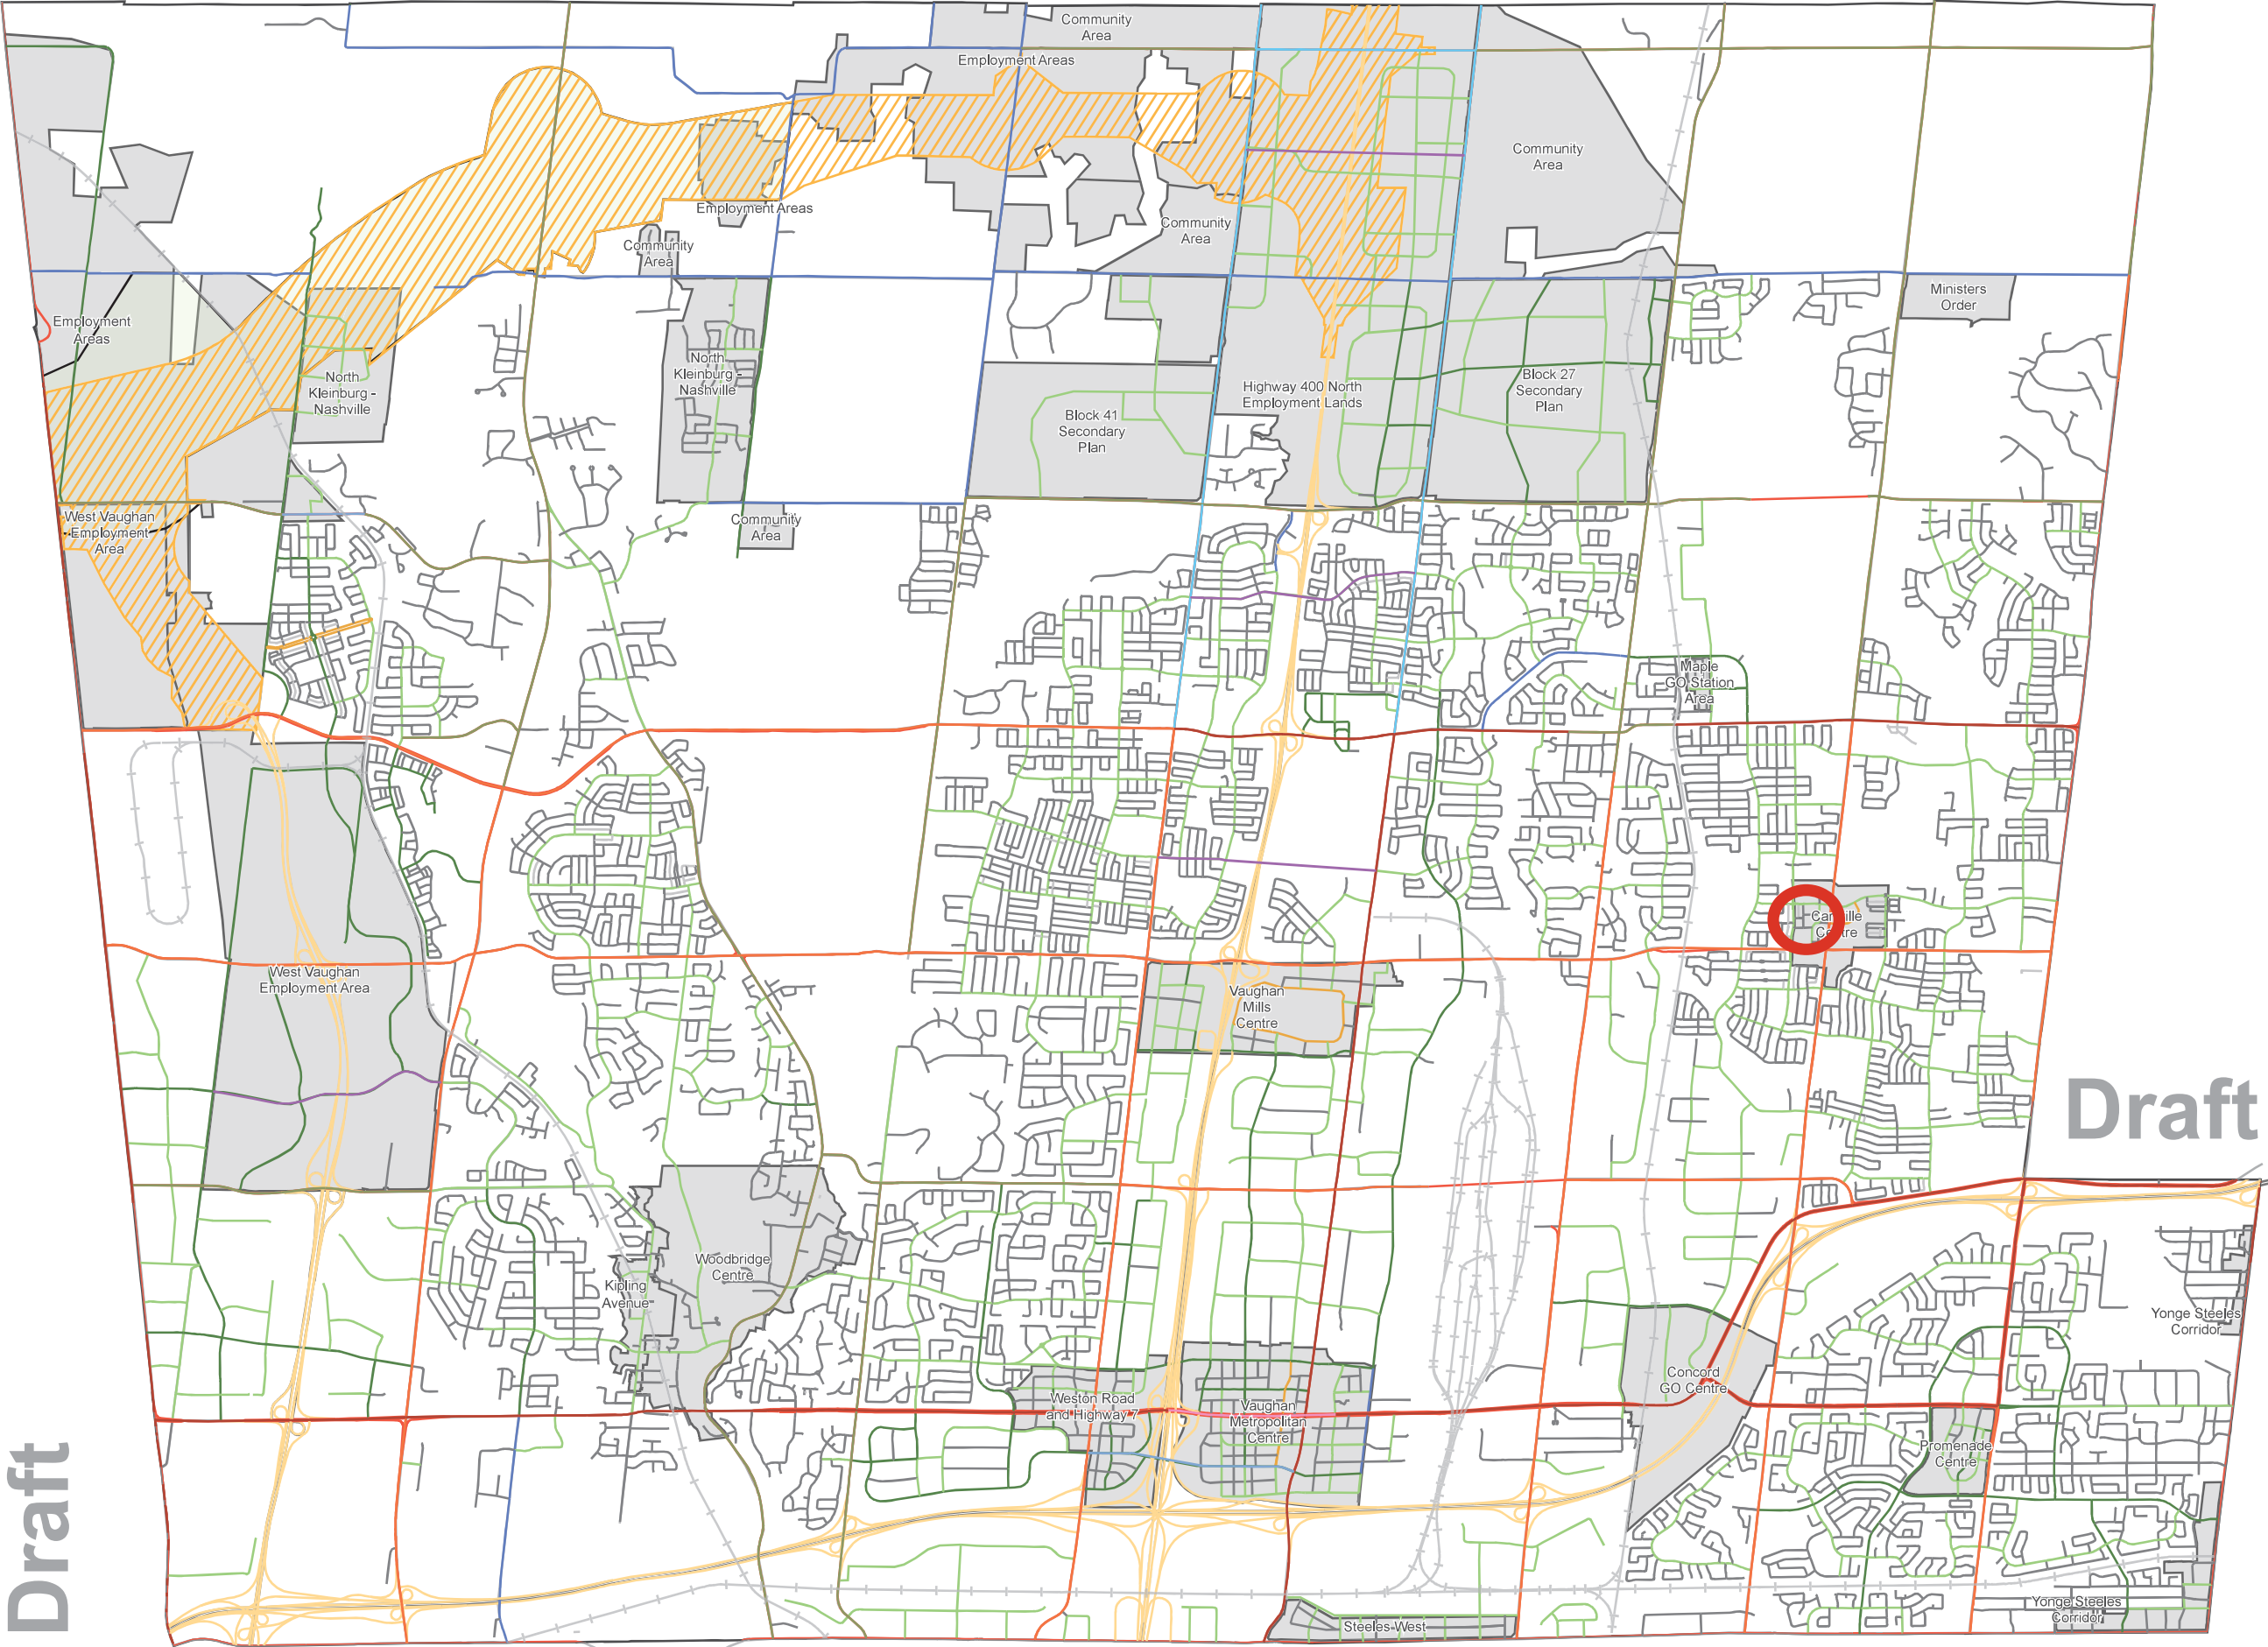 Community
Area
Employment Areas
Community
Area
Employment Areas
Community
Area
Community
Area
Ministers
Order
Employment
Areas
North
Kleinburg -
Nashville
North
Kleinburg -
Nashville
Highway 400 North
Employment Lands
Block 27
Secondary
Plan
Block 41
Secondary
Plan
West Vaughan
Employment
Area
Community
Area
Maple
GO Station
Area
Centre
West Vaughan
Employment Area
Vaughan
Mills
Centre
Draft
Woodbridge
Centre
Kipling
Avenue
Yonge Steeles
Corridor
Concord
GO Centre
Weston Road
and Highway 7
Vaughan
Metropolitan
Centre
Promenade
Centre
Draft
Yonge Steeles
Corridor
Steeles West